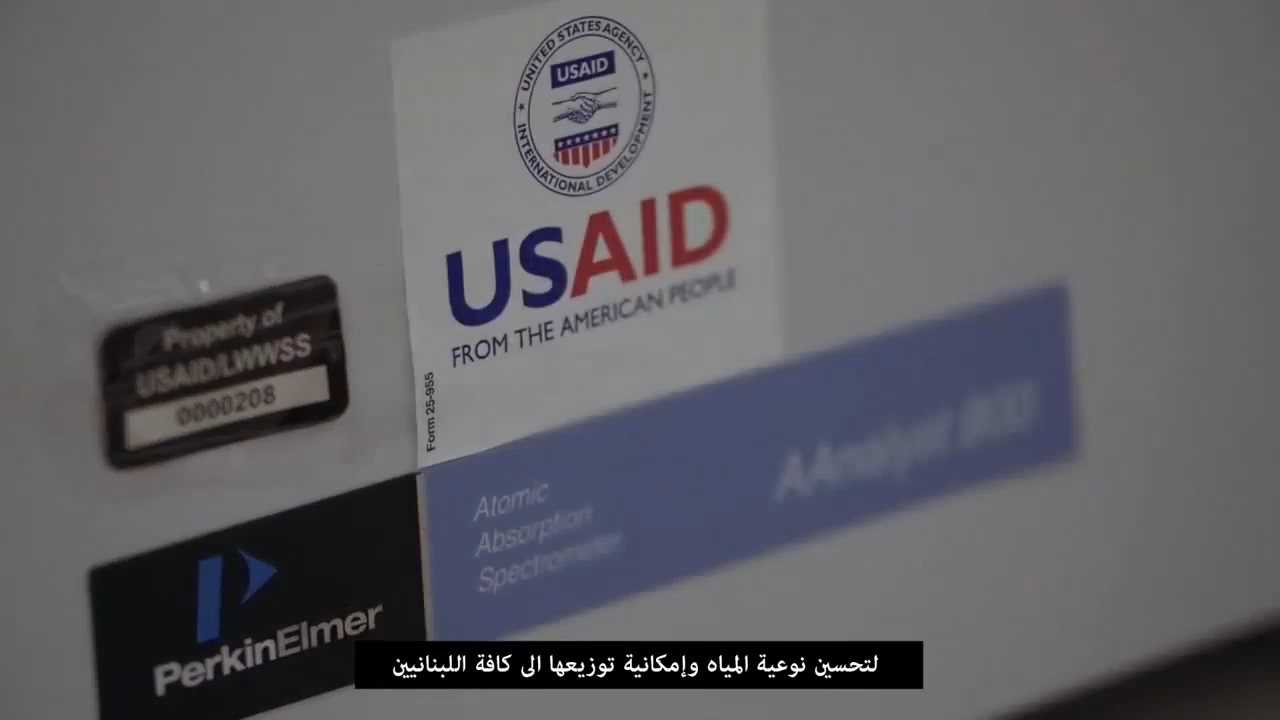 UNITED STATES AGENCY
USAID
INTERNATIONAL DEVELOPMENT
USAID
FROM THE AMERICAN PEOPLE
Form 25-955
Property of
USAID/LWWSS
0000208
Atomic
Absorption
Spectrometer
AAnalyst 800
PerkinElmer
لتحسين نوعية المياه وإمكانية توزيعها الى كافة اللبنانيين